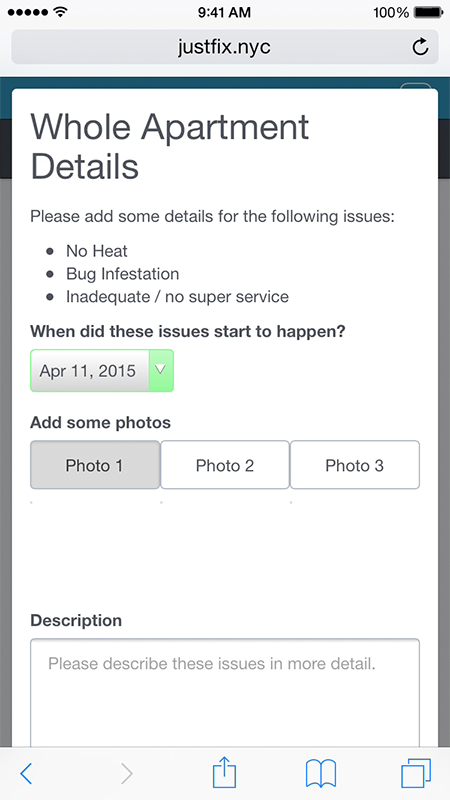 9:41 AM 100%
justfix.nyc
Whole Apartment
Details
Please add some details for the following issues:
• No Heat
• Bug Infestation
• Inadequate / no super service
When did these issues start to happen?
Apr 11, 2015
Add some photos
Photo 1 Photo 2 Photo 3
Description
Please describe these issues in more detail.